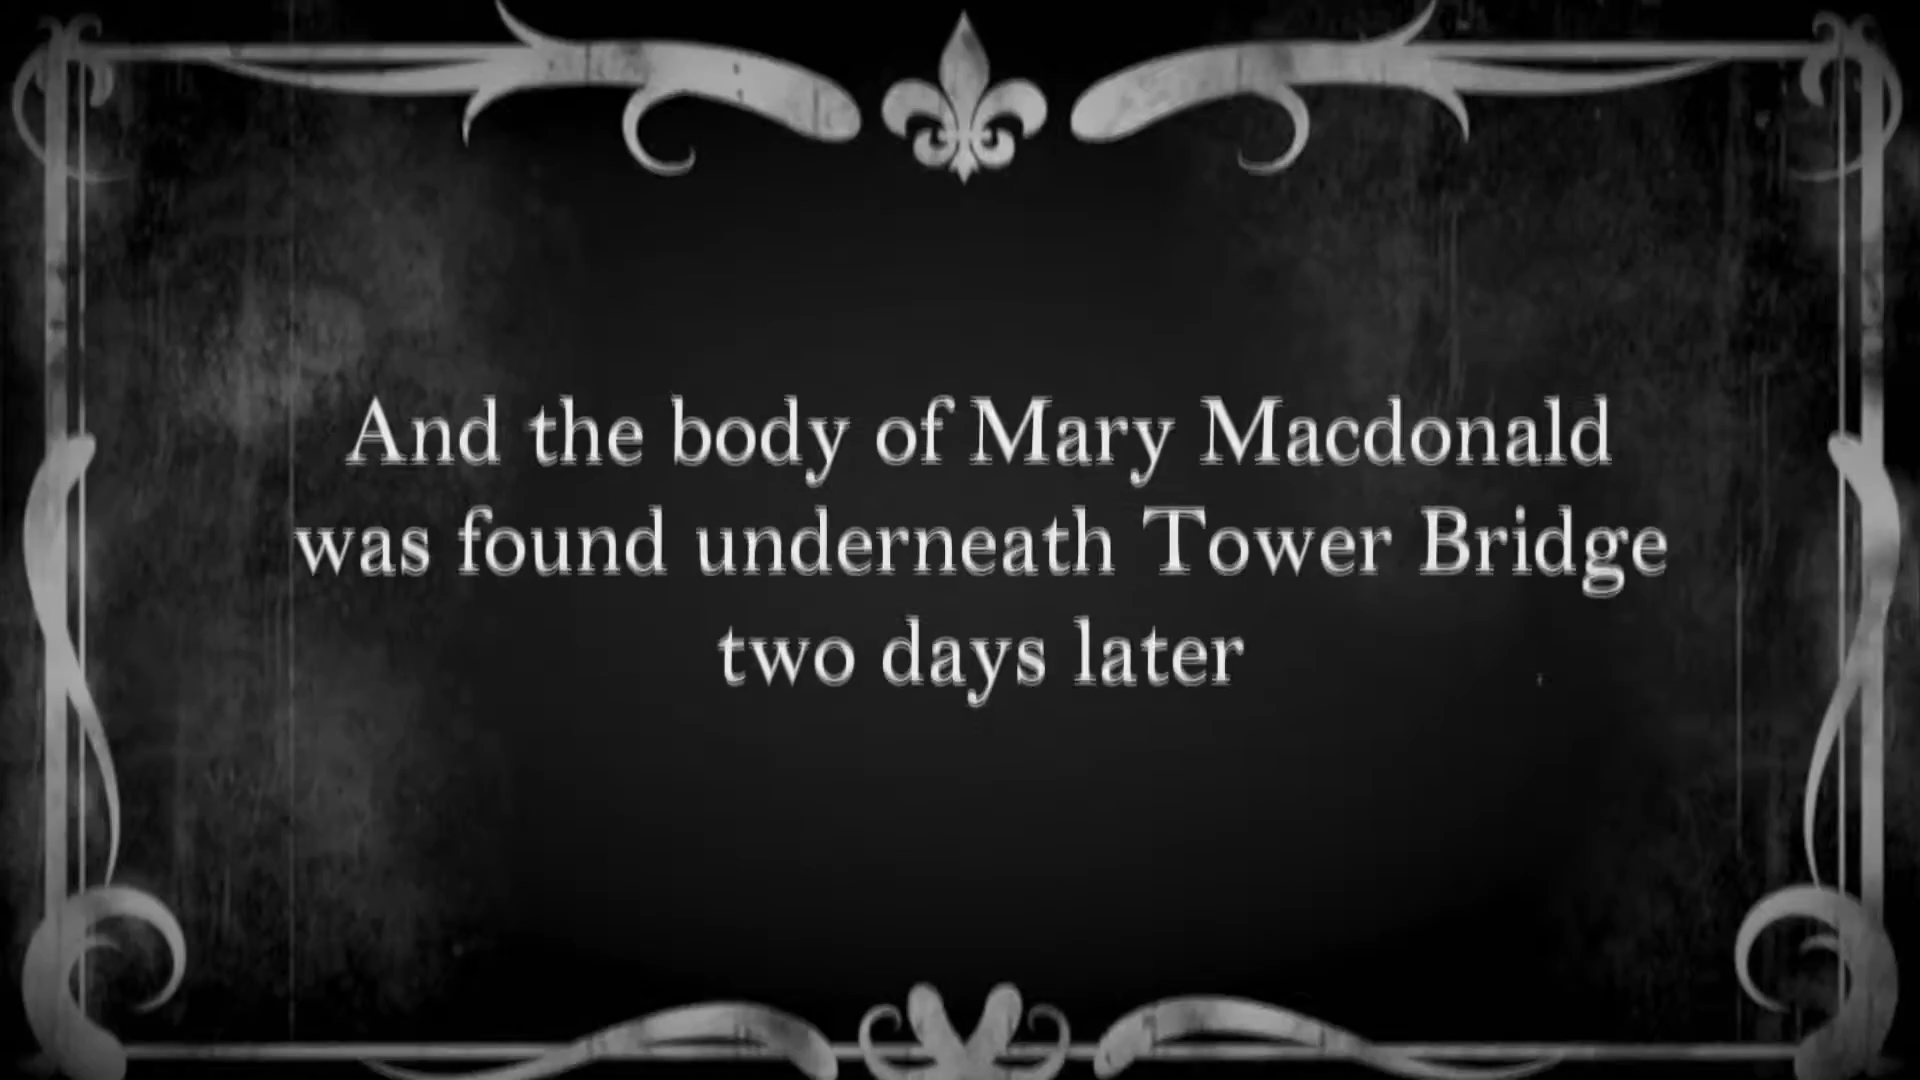 And the body of Mary Macdonald
was found underneath Tower Bridge
two days later